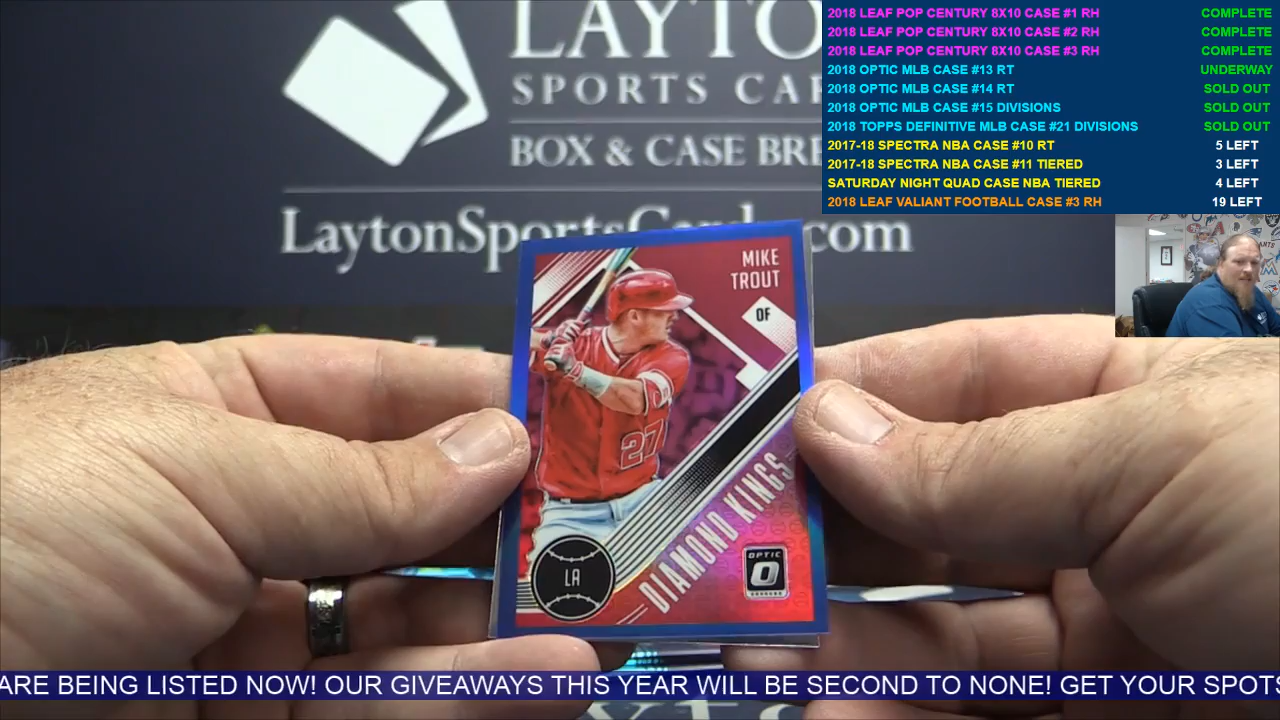 LAYTO
SPORTS CAR
BOX & CASE BRE
LaytonSportsCard .com
2018 LEAF POP CENTURY 8X10 CASE #1 RH COMPLETE
2018 LEAF POP CENTURY 8X10 CASE #2 RH COMPLETE
2018 LEAF POP CENTURY 8X10 CASE #3 RH COMPLETE
2018 OPTIC MLB CASE #13 RT UNDERWAY
2018 OPTIC MLB CASE #14 RT SOLD OUT
2018 OPTIC MLB CASE #15 DIVISIONS SOLD OUT
2018 TOPPS DEFINITIVE MLB CASE #21 DIVISIONS SOLD OUT
2017-18 SPECTRA NBA CASE #10 RT 5 LEFT
2017-18 SPECTRA NBA CASE #11 TIERED 3 LEFT
SATURDAY NIGHT QUAD CASE NBA TIERED 4 LEFT
2018 LEAF VALIANT FOOTBALL CASE #3 RH 19 LEFT
MIKE
TROUT
OF
27
DIAMOND KINGS
LA
OPTIC
ARE BEING LISTED NOW! OUR GIVEAWAYS THIS YEAR WILL BE SECOND TO NONE! GET YOUR SPOTS